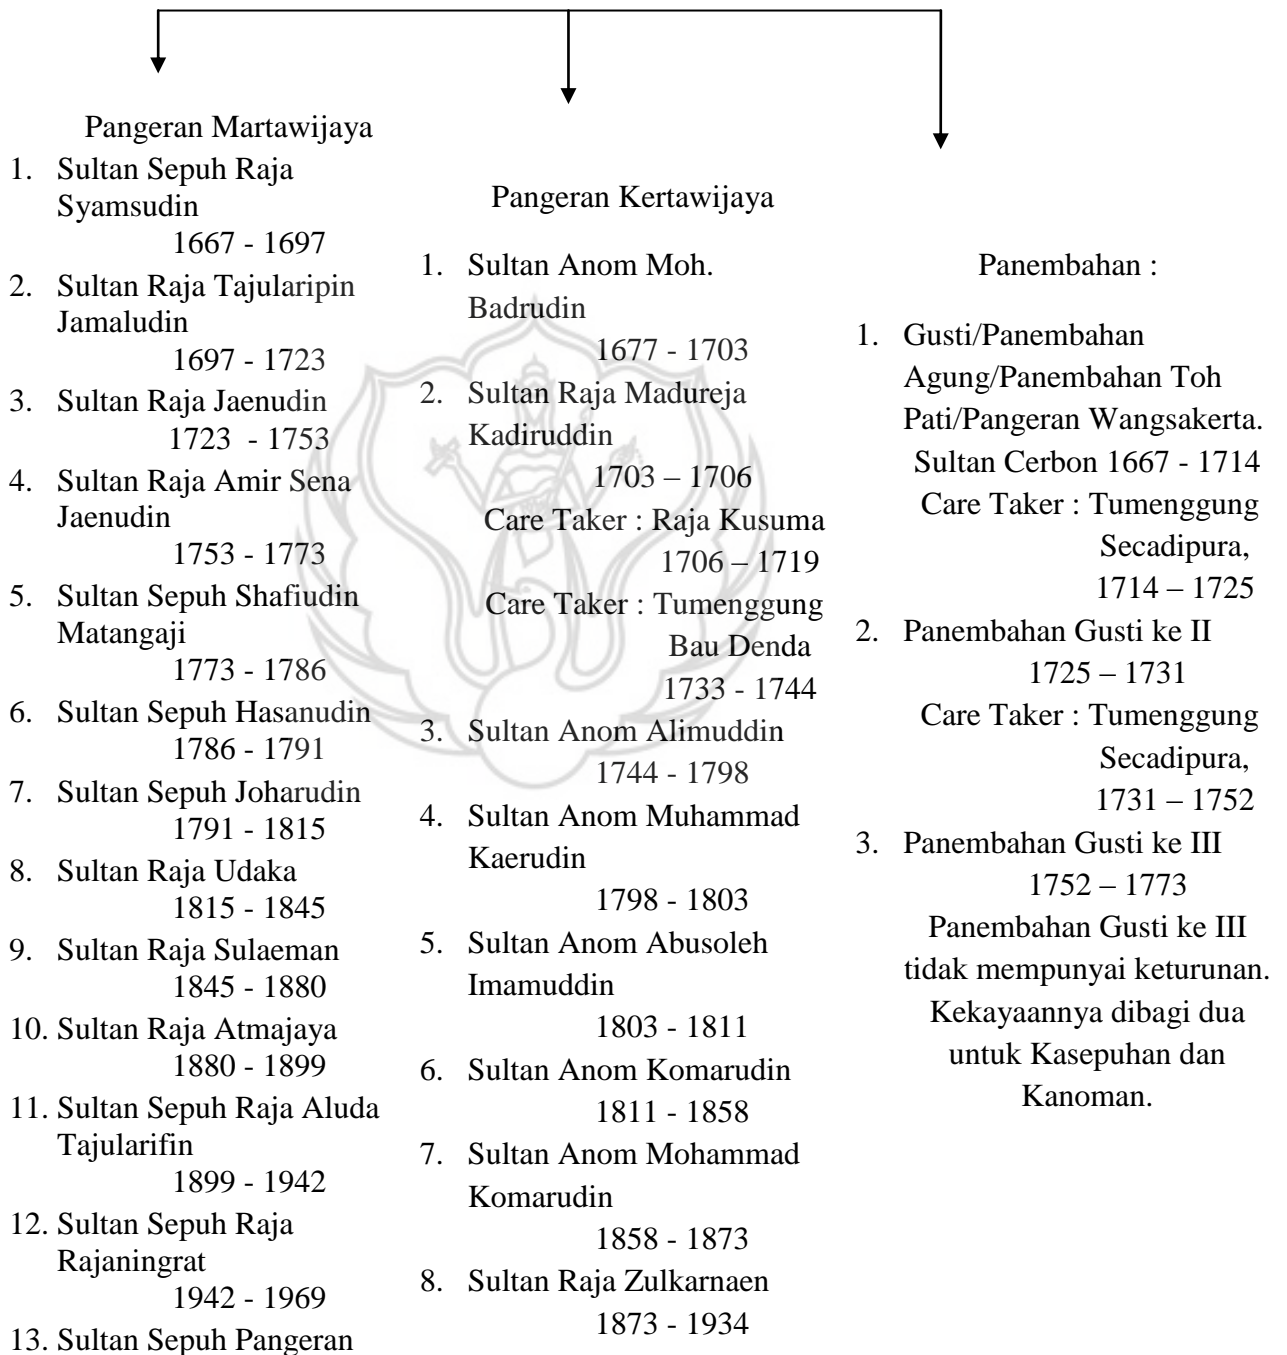 Pangeran Martawijaya
1. Sultan Sepuh Raja
Syamsudin
1667 - 1697
2. Sultan Raja Tajularipin
Jamaludin
1697 - 1723
3. Sultan Raja Jaenudin
1723 - 1753
4. Sultan Raja Amir Sena
Jaenudin
1753 - 1773
5. Sultan Sepuh Shafiudin
Matangaji
1773 - 1786
6. Sultan Sepuh Hasanudin
1786 - 1791
7. Sultan Sepuh Joharudin
1791 - 1815
8. Sultan Raja Udaka
1815 - 1845
9. Sultan Raja Sulaeman
1845 - 1880
10. Sultan Raja Atmajaya
1880 - 1899
11. Sultan Sepuh Raja Aluda
Tajularifin
1899 - 1942
12. Sultan Sepuh Raja
Rajaningrat
1942 - 1969
13. Sultan Sepuh Pangeran
Pangeran Kertawijaya
1. Sultan Anom Moh.
Badrudin
1677 - 1703
2. Sultan Raja Madureja
Kadiruddin
1703 – 1706
Care Taker : Raja Kusuma
1706 – 1719
Care Taker : Tumenggung
Bau Denda
1733 - 1744
3. Sultan Anom Alimuddin
1744 - 1798
4. Sultan Anom Muhammad
Kaerudin
1798 - 1803
5. Sultan Anom Abusoleh
Imamuddin
1803 - 1811
6. Sultan Anom Komarudin
1811 - 1858
7. Sultan Anom Mohammad
Komarudin
1858 - 1873
8. Sultan Raja Zulkarnaen
1873 - 1934
Panembahan :
1. Gusti/Panembahan
Agung/Panembahan Toh
Pati/Pangeran Wangsakerta.
Sultan Cerbon 1667 - 1714
Care Taker : Tumenggung
Secadipura,
1714 – 1725
2. Panembahan Gusti ke II
1725 – 1731
Care Taker : Tumenggung
Secadipura,
1731 – 1752
3. Panembahan Gusti ke III
1752 – 1773
Panembahan Gusti ke III
tidak mempunyai keturunan.
Kekayaannya dibagi dua
untuk Kasepuhan dan
Kanoman.